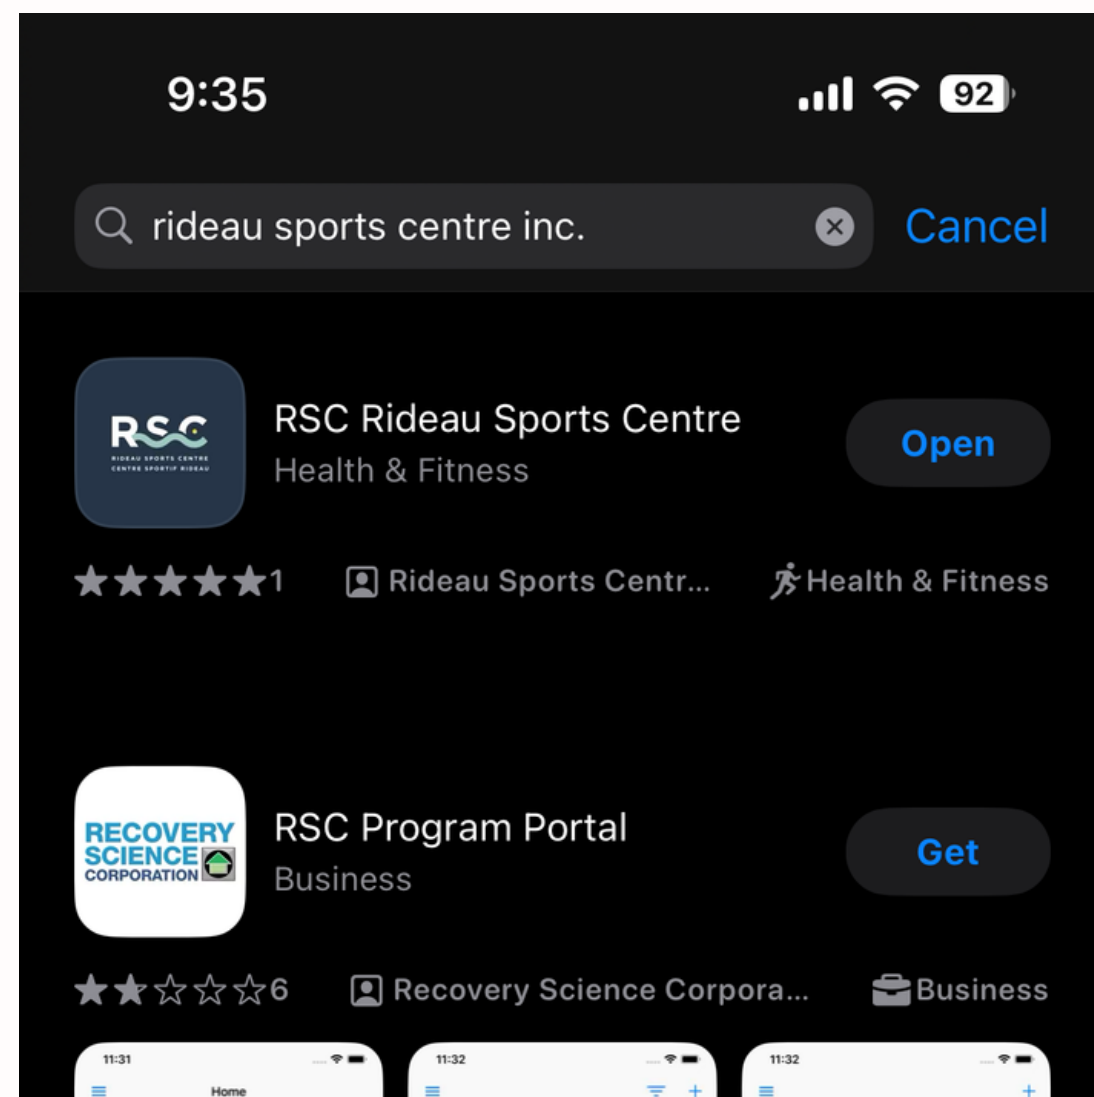 9:35
92
rideau sports centre inc.
Cancel
RSC
RIDEAU SPORTS CENTRE
CENTRE SPORTIF RIDEAU
RSC Rideau Sports Centre
Health & Fitness
Open
1
Rideau Sports Centr...
Health & Fitness
RECOVERY
SCIENCE
CORPORATION
RSC Program Portal
Business
Get
6
Recovery Science Corpora...
Business
11:31
11:32
11:32
Home